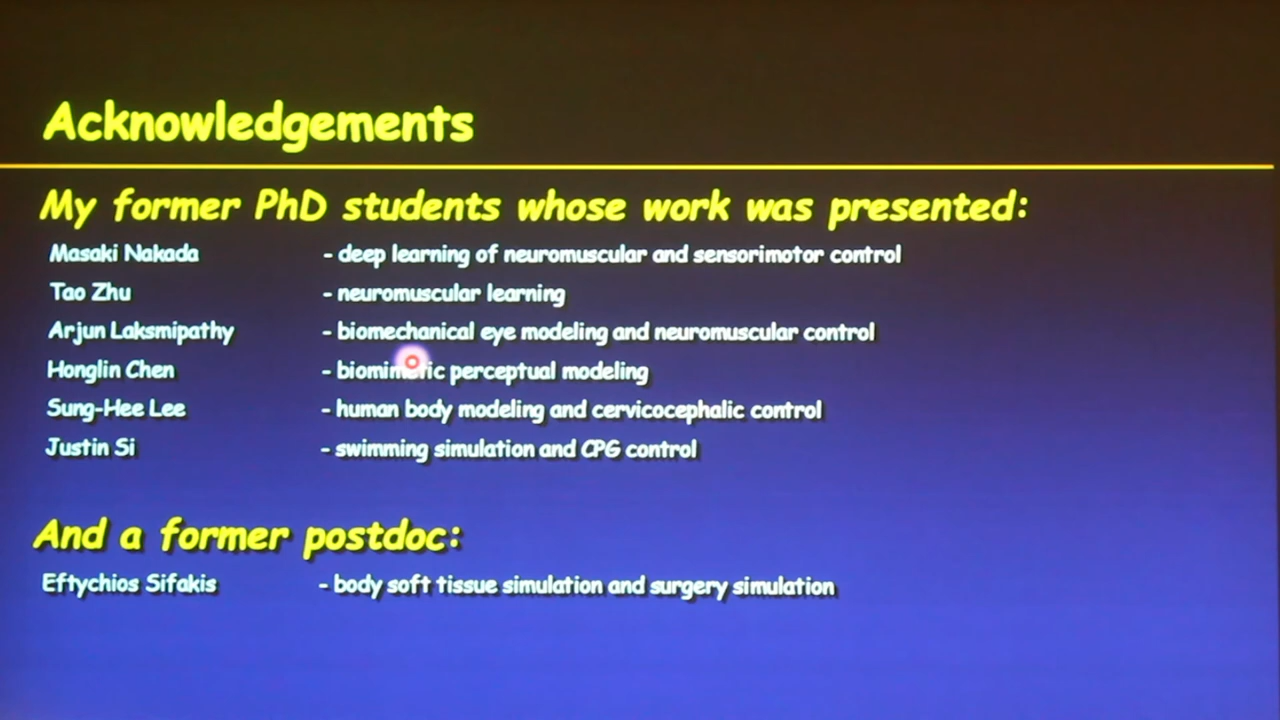 Acknowledgements
My former PhD students whose work was presented:
Masaki Nakada - deep learning of neuromuscular and sensorimotor control
Tao Zhu - neuromuscular learning
Arjun Laksmipathy - biomechanical eye modeling and neuromuscular control
Honglin Chen - biomimetic perceptual modeling
Sung-Hee Lee - human body modeling and cervicocephalic control
Justin Si - swimming simulation and CPG control
And a former postdoc:
Eftychios Sifakis - body soft tissue simulation and surgery simulation